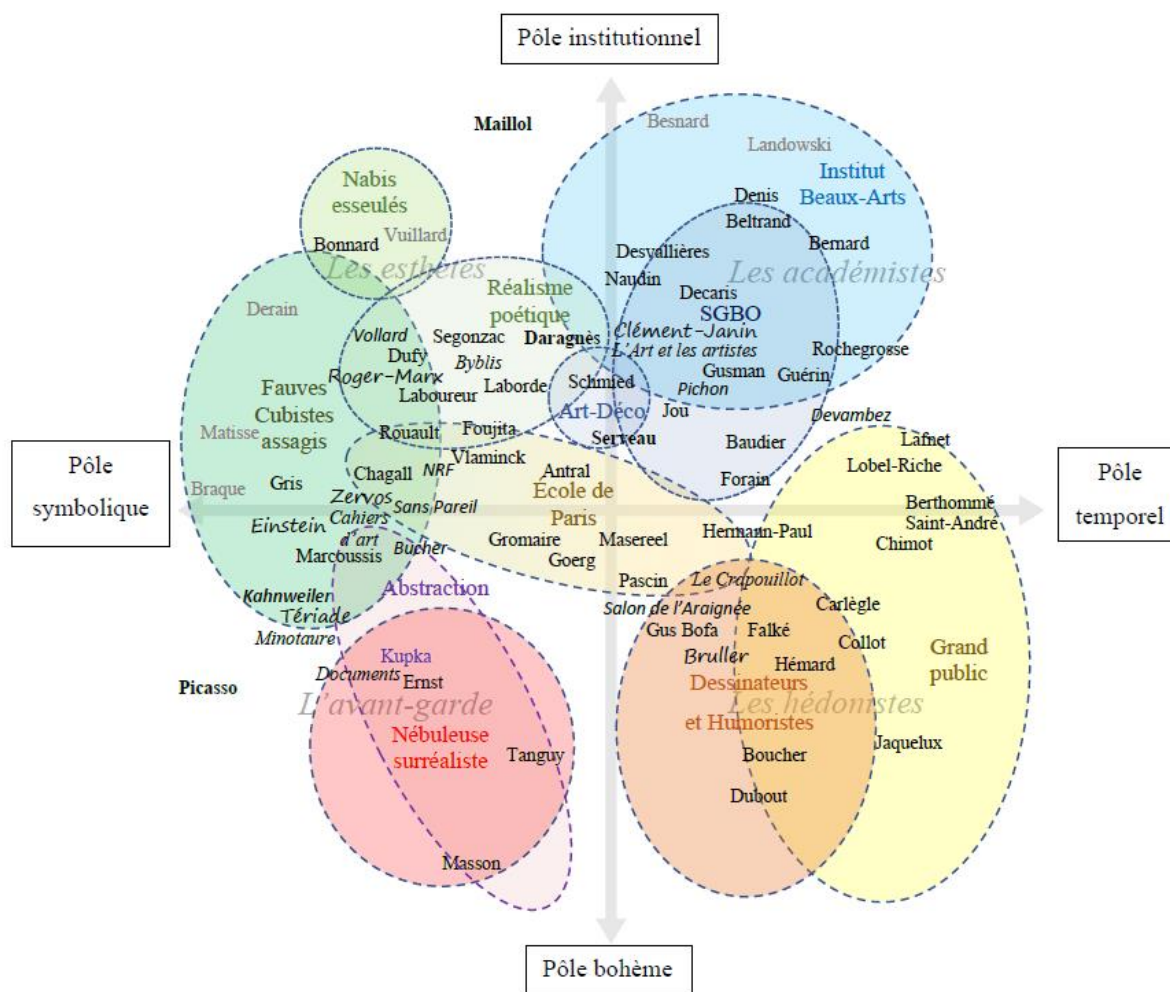 Pôle institutionnel
Maillol
Besnard
Landowski
Institut
Beaux-Arts
Nabis
esseulés
Denis
Beltrand
Vuillard
Bonnard
Bernard
Desvallières
Les esthètes
Les académistes
Naudin
Réalisme
poétique
Decaris
Derain
SGBO
Vollard
Segonzac
Daragnès
Clément-Janin
Dufy
Byblis
L'Art et les artistes
Rochegrosse
Roger-Marx
Gusman
Guérin
Laboureur
Laborde
Schmied
Pichon
Fauves
Cubistes
assagis
Art-Déco
Jou
Devambez
Matisse
Rouault
Foujita
Serveau
Baudier
Lafnet
Vlaminck
Lobel-Riche
Pôle
symbolique
Chagall
NRF
Antral
Forain
Pôle
temporel
Braque
Gris
École de
Paris
Zervos
Sans Pareil
Berthommé
Saint-André
Einstein
Cahiers
d'art
Hermann-Paul
Chimot
Marcoussis
Bucher
Gromaire
Masereel
Goerg
Abstraction
Pascin
Le Crapouillot
Kahnweiler
Tériade
Salon de l'Araignée
Carlègle
Minotaure
Gus Bofa
Falké
Collot
Kupka
Bruller
Hémard
Grand
public
Picasso
Documents
Ernst
Dessinateurs
et Humoristes
L'avant-garde
Les hédonistes
Nébuleuse
surréaliste
Tanguy
Boucher
Jaquelux
Dubout
Masson
Pôle bohème